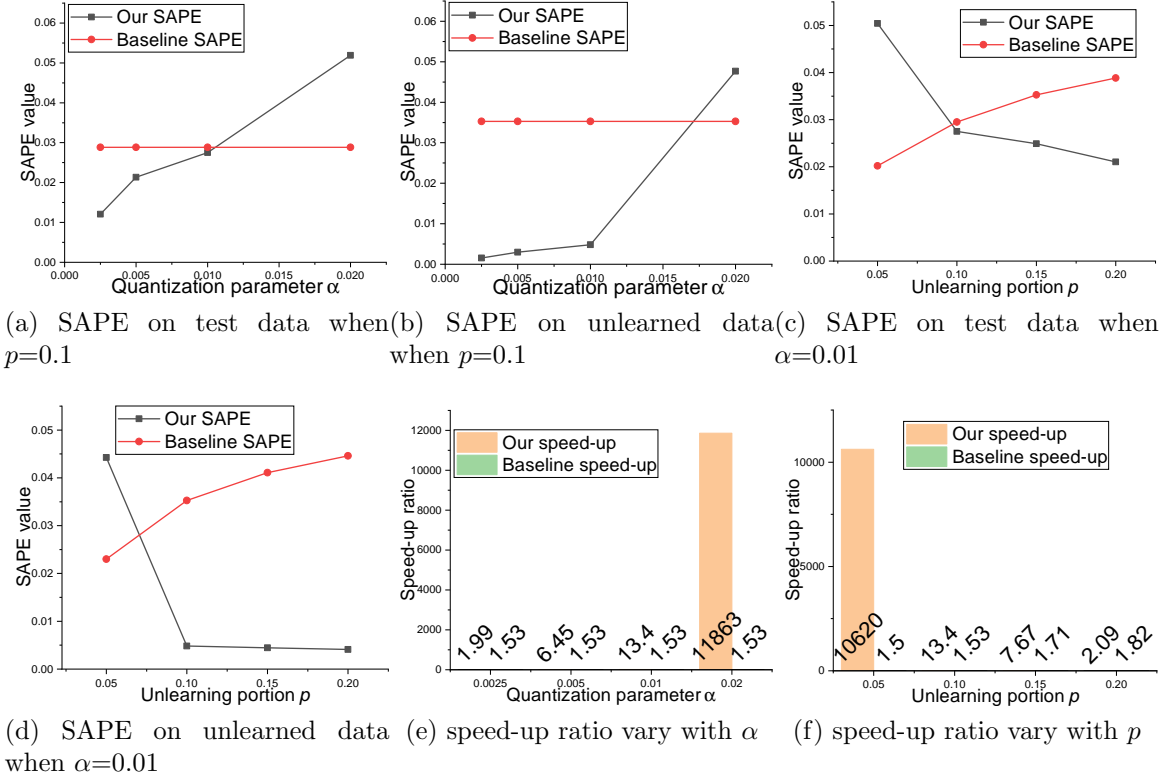 Our SAPE
Baseline SAPE
SAPE value
0.06
0.05
0.04
0.03
0.02
0.01
0.00
0.000 0.005 0.010 0.015 0.020
Quantization parameter α
(a) SAPE on test data when
p=0.1
Our SAPE
Baseline SAPE
SAPE value
0.06
0.05
0.04
0.03
0.02
0.01
0.00
0.000 0.005 0.010 0.015 0.020
Quantization parameter α
(b) SAPE on unlearned data
when p=0.1
Our SAPE
Baseline SAPE
SAPE value
0.05
0.04
0.03
0.02
0.01
0.00
0.05 0.10 0.15 0.20
Unlearning portion p
(c) SAPE on test data when
α=0.01
Our SAPE
Baseline SAPE
SAPE value
0.05
0.04
0.03
0.02
0.01
0.00
0.05 0.10 0.15 0.20
Unlearning portion p
(d) SAPE on unlearned data
when α=0.01
Our speed-up
Baseline speed-up
Speed-up ratio
12000
10000
8000
6000
4000
2000
0
1.99 1.53 6.45 1.53 13.4 1.53 11863 1.53
0.0025 0.005 0.01 0.02
Quantization parameter α
(e) speed-up ratio vary with α
Our speed-up
Baseline speed-up
Speed-up ratio
10000
5000
0
10620 1.5 13.4 1.53 7.67 1.71 2.09 1.82
0.05 0.10 0.15 0.20
Unlearning portion p
(f) speed-up ratio vary with p